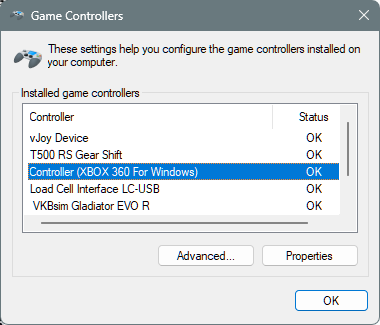 Game Controllers
These settings help you configure the game controllers installed on
your computer.
Installed game controllers
Controller Status
vJoy Device OK
T500 RS Gear Shift OK
Controller (XBOX 360 For Windows) OK
Load Cell Interface LC-USB OK
VKBsim Gladiator EVO R OK
Advanced... Properties
OK